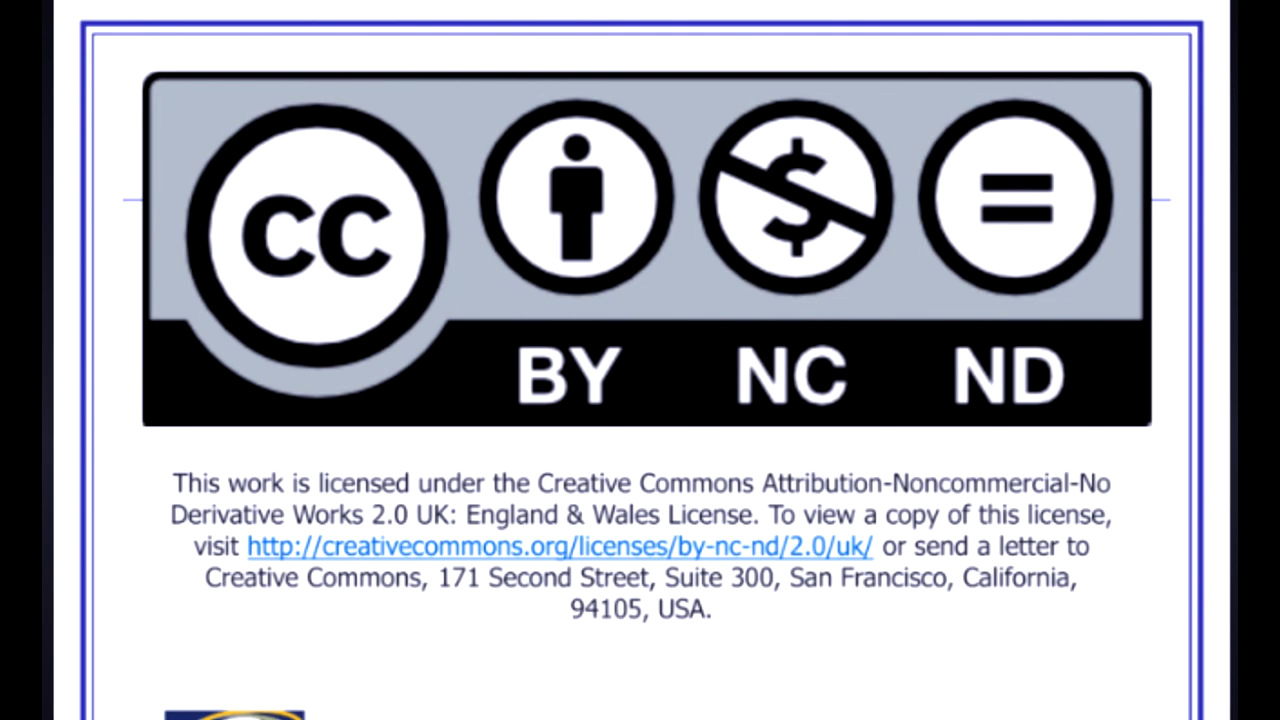 CC
BY NC ND
This work is licensed under the Creative Commons Attribution-Noncommercial-No
Derivative Works 2.0 UK: England & Wales License. To view a copy of this license,
visit http://creativecommons.org/licenses/by-nc-nd/2.0/uk/ or send a letter to
Creative Commons, 171 Second Street, Suite 300, San Francisco, California,
94105, USA.